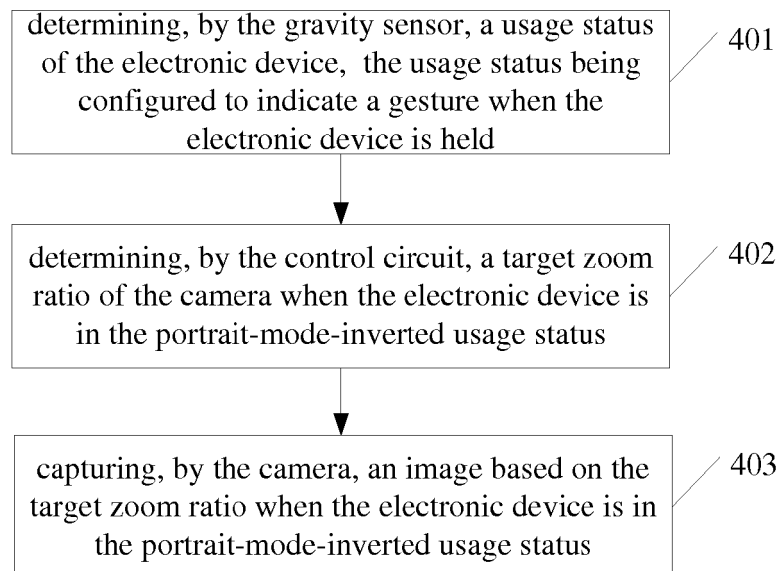 determining, by the gravity sensor, a usage status
of the electronic device, the usage status being
configured to indicate a gesture when the
electronic device is held
401
determining, by the control circuit, a target zoom
ratio of the camera when the electronic device is
in the portrait-mode-inverted usage status
402
capturing, by the camera, an image based on the
target zoom ratio when the electronic device is in
the portrait-mode-inverted usage status
403